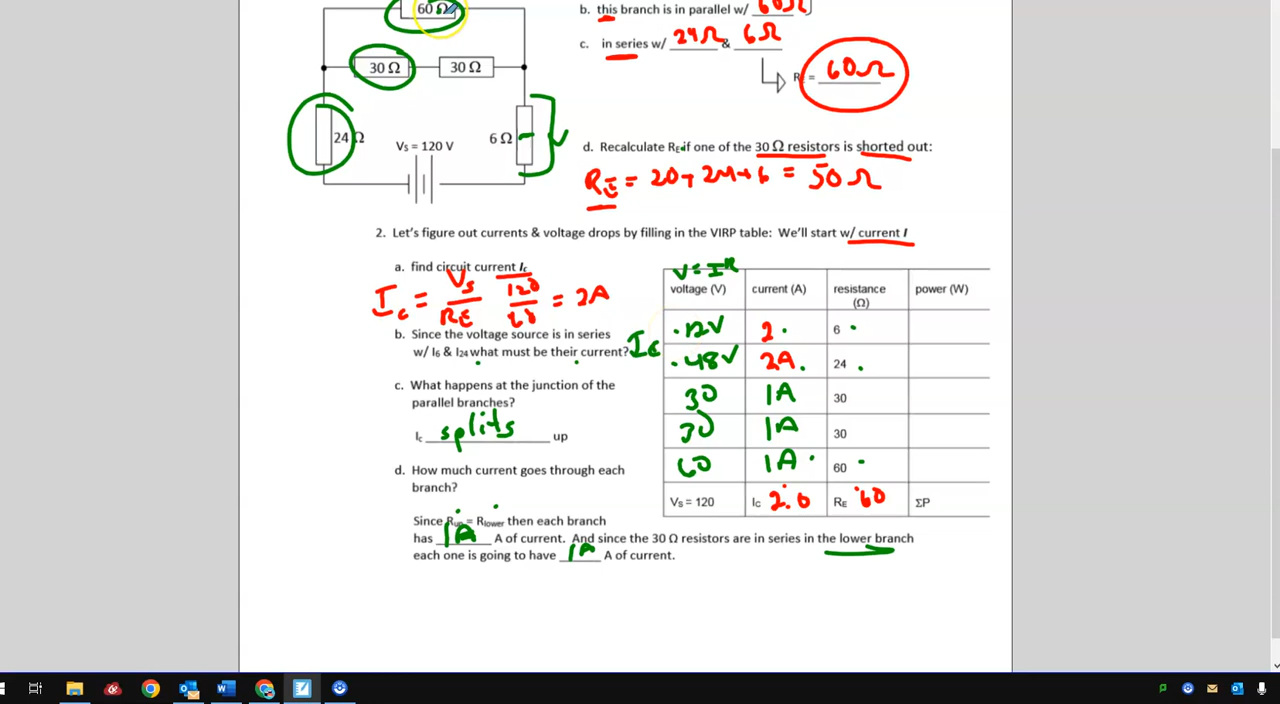 60 Ω
b. this branch is in parallel w/ 60Ω
c. in series w/ 24Ω & 6Ω
30 Ω 30 Ω
R = 60Ω
24 Ω Vs = 120 V 6 Ω
d. Recalculate RE if one of the 30 Ω resistors is shorted out:
RE = 20 + 24 + 6 = 50 Ω
2. Let's figure out currents & voltage drops by filling in the VIRP table: We'll start w/ current I
a. find circuit current Ic
V = IR
voltage (V) current (A) resistance (Ω) power (W)
Ic = Vs / RE 120 / 60 = 2A
b. Since the voltage source is in series
w/ I6 & I24 what must be their current? Ic
12V 2 6
48V 2A 24
c. What happens at the junction of the
parallel branches?
30 1A 30
Ic splits up
30 1A 30
d. How much current goes through each
branch?
60 1A 60
Vs = 120 Ic 2.0 RE 60 ΣP
Since Rup = Rlower then each branch
has 1A A of current. And since the 30 Ω resistors are in series in the lower branch
each one is going to have 1A A of current.